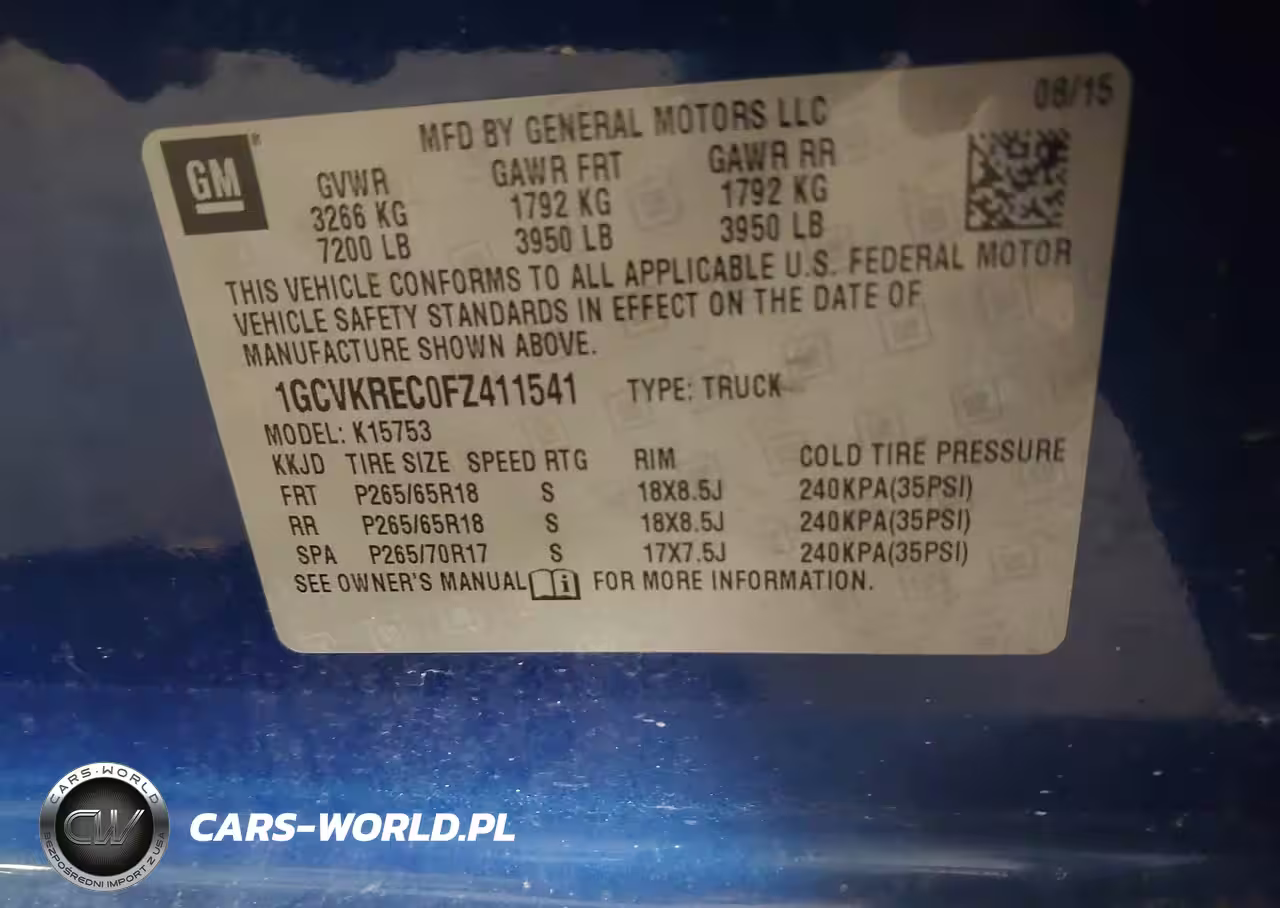 08/15
MFD BY GENERAL MOTORS LLC
GM
GVWR GAWR FRT GAWR RR
3266 KG 1792 KG 1792 KG
7200 LB 3950 LB 3950 LB
THIS VEHICLE CONFORMS TO ALL APPLICABLE U.S. FEDERAL MOTOR
VEHICLE SAFETY STANDARDS IN EFFECT ON THE DATE OF
MANUFACTURE SHOWN ABOVE.
1GCVKREC0FZ411541 TYPE: TRUCK
MODEL: K15753
KKJD TIRE SIZE SPEED RTG RIM COLD TIRE PRESSURE
FRT P265/65R18 S 18X8.5J 240KPA(35PSI)
RR P265/65R18 S 18X8.5J 240KPA(35PSI)
SPA P265/70R17 S 17X7.5J 240KPA(35PSI)
SEE OWNER'S MANUAL i FOR MORE INFORMATION.
CARS-WORLD
CW
BEZPOŚREDNI IMPORT Z USA
CARS-WORLD.PL